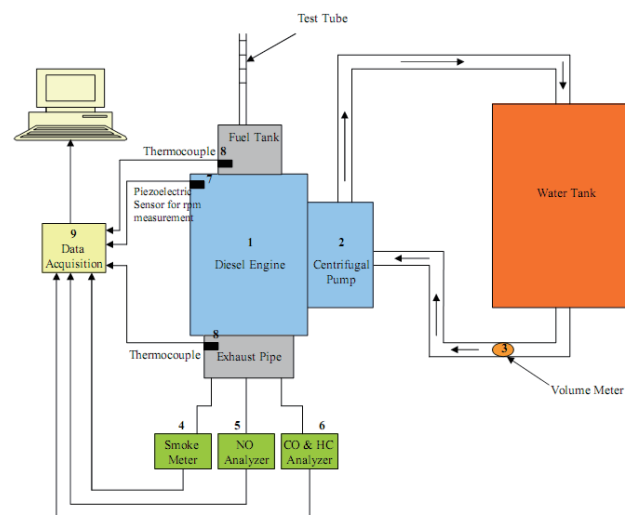 Test Tube
Fuel Tank
Thermocouple
8
7
Piezoelectric
Sensor for rpm
measurement
9
Data
Acquisition
1
Diesel Engine
2
Centrifugal
Pump
Water Tank
3
Volume Meter
8
Thermocouple
Exhaust Pipe
4
Smoke
Meter
5
NO
Analyzer
6
CO & HC
Analyzer